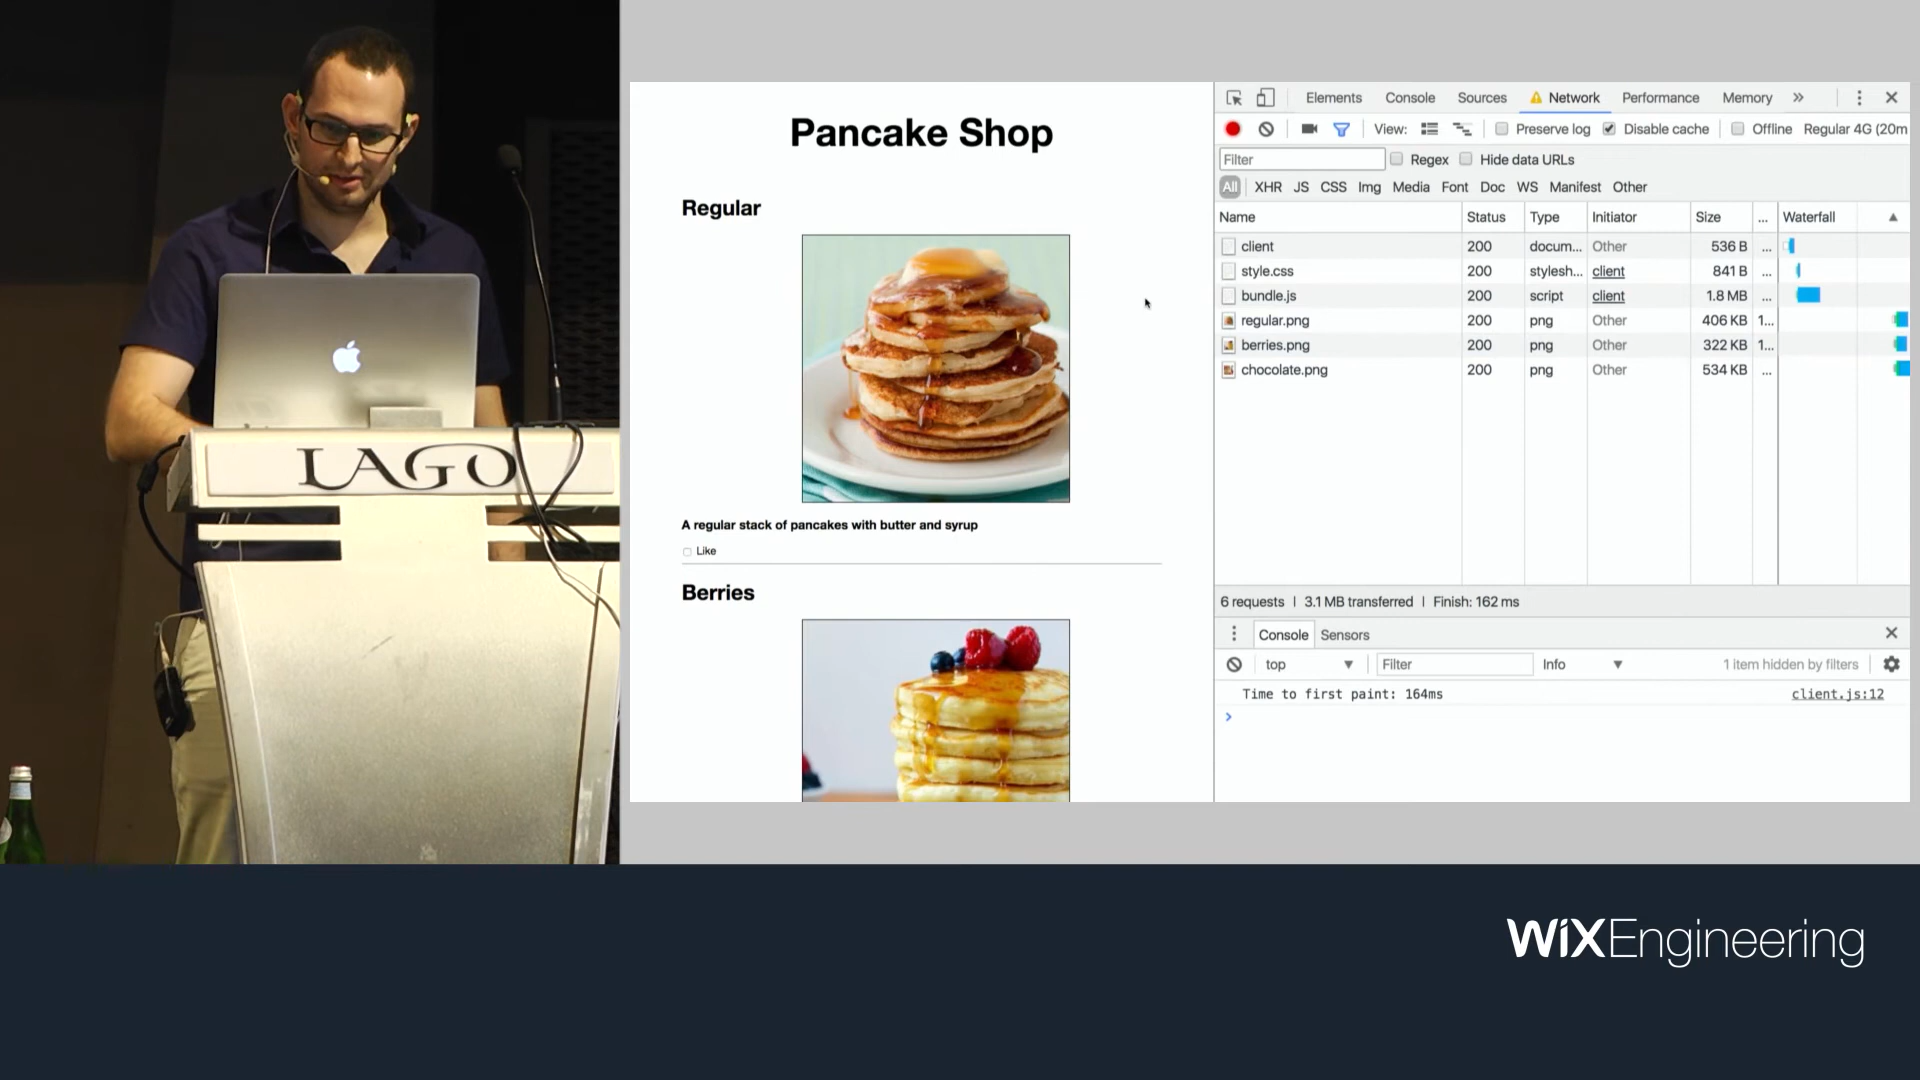 LAGO
Pancake Shop
Regular
A regular stack of pancakes with butter and syrup
Like
Berries
Elements Console Sources Network Performance Memory »
View: Preserve log Disable cache Offline Regular 4G (20m
Filter Regex Hide data URLs
All XHR JS CSS Img Media Font Doc WS Manifest Other
Name Status Type Initiator Size ... Waterfall
client 200 docum... Other 536 B ...
style.css 200 stylesh... client 841 B ...
bundle.js 200 script client 1.8 MB ...
regular.png 200 png Other 406 KB 1...
berries.png 200 png Other 322 KB 1...
chocolate.png 200 png Other 534 KB ...
6 requests | 3.1 MB transferred | Finish: 162 ms
Console Sensors
top Filter Info 1 item hidden by filters
Time to first paint: 164ms client.js:12
>
WiX Engineering